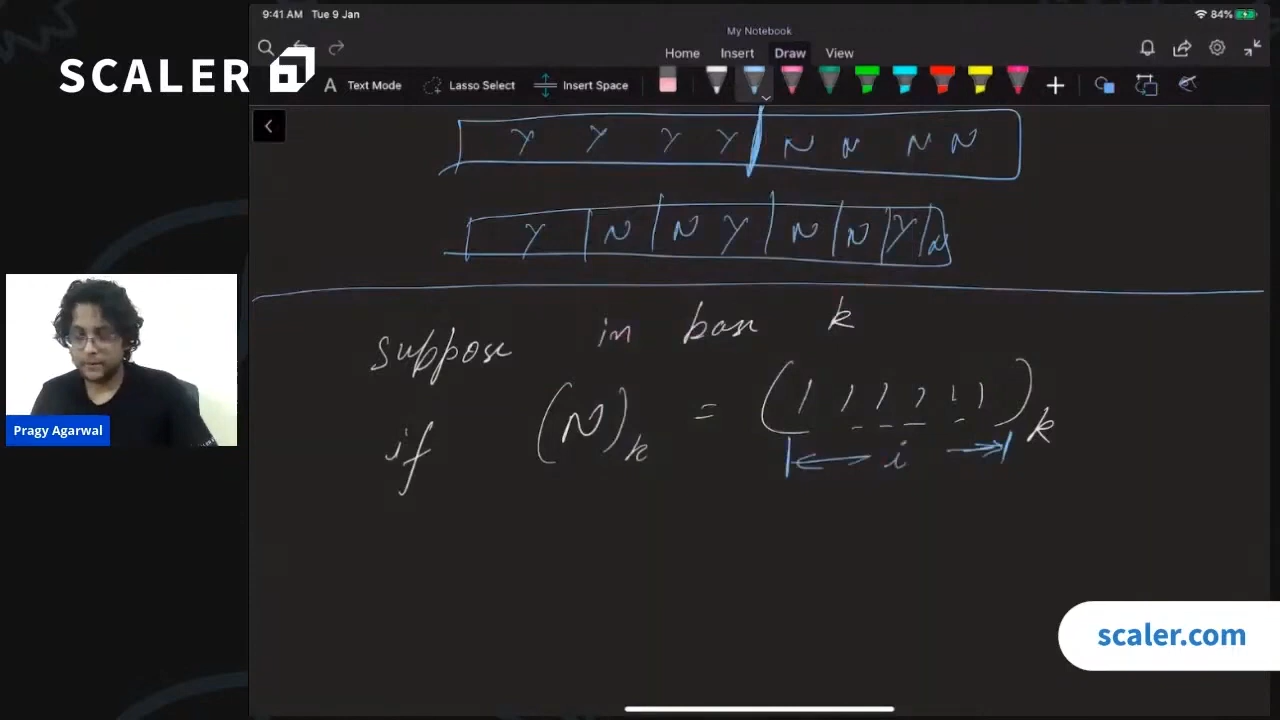 9:41 AM Tue 9 Jan
84%
My Notebook
SCALER
Home Insert Draw View
A Text Mode Lasso Select Insert Space
Y Y Y Y N N N N
Y N N Y N N Y N
suppose in base k
if (N)k = (1 1 1 1 1 1)k
i
Pragy Agarwal
scaler.com